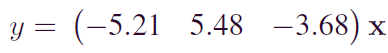 y = (−5.21 5.48 −3.68) x